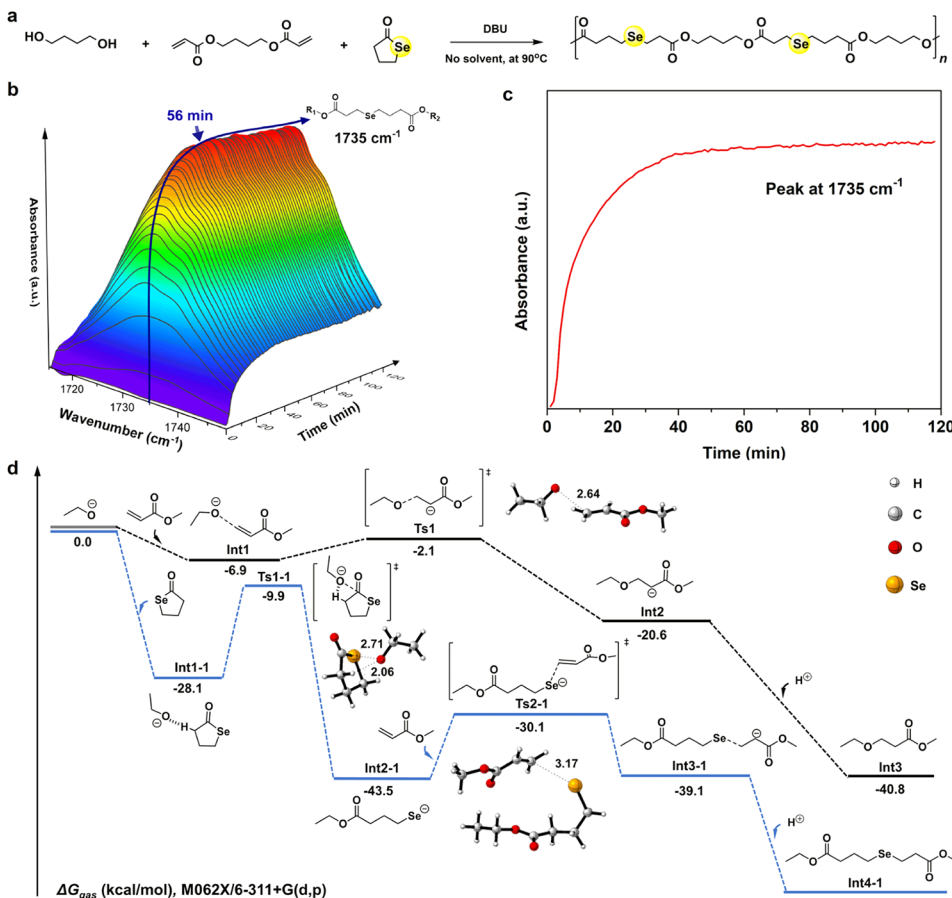 a
HO
OH
+
O
O
O
O
+
O
Se
DBU
No solvent, at 90°C
O
Se
O
O
O
O
Se
O
O
O
n
b
56 min
R₁
O
O
Se
O
O
R₂
1735 cm⁻¹
Absorbance (a.u.)
1720
1730
1740
Wavenumber (cm⁻¹)
0
20
40
60
80
100
120
Time (min)
c
Absorbance (a.u.)
Peak at 1735 cm⁻¹
0 20 40 60 80 100 120
Time (min)
d
0.0
Int1
-6.9
Ts1
-2.1
2.64
H
C
O
Se
Ts1-1
-9.9
Int1-1
-28.1
2.71
2.06
Int2
-20.6
H⊕
Int2-1
-43.5
Ts2-1
-30.1
3.17
Int3-1
-39.1
Int3
-40.8
H⊕
Int4-1
ΔG_gas (kcal/mol), M062X/6-311+G(d,p)